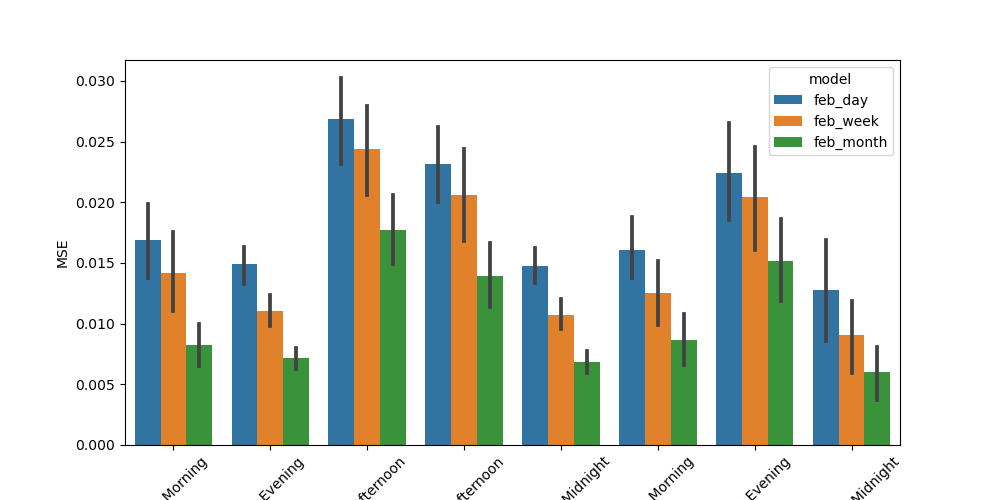 0.030
0.025
0.020
0.015
0.010
0.005
0.000
MSE
model
feb_day
feb_week
feb_month
Morning
Evening
fternoon
fternoon
Midnight
Morning
Evening
Midnight